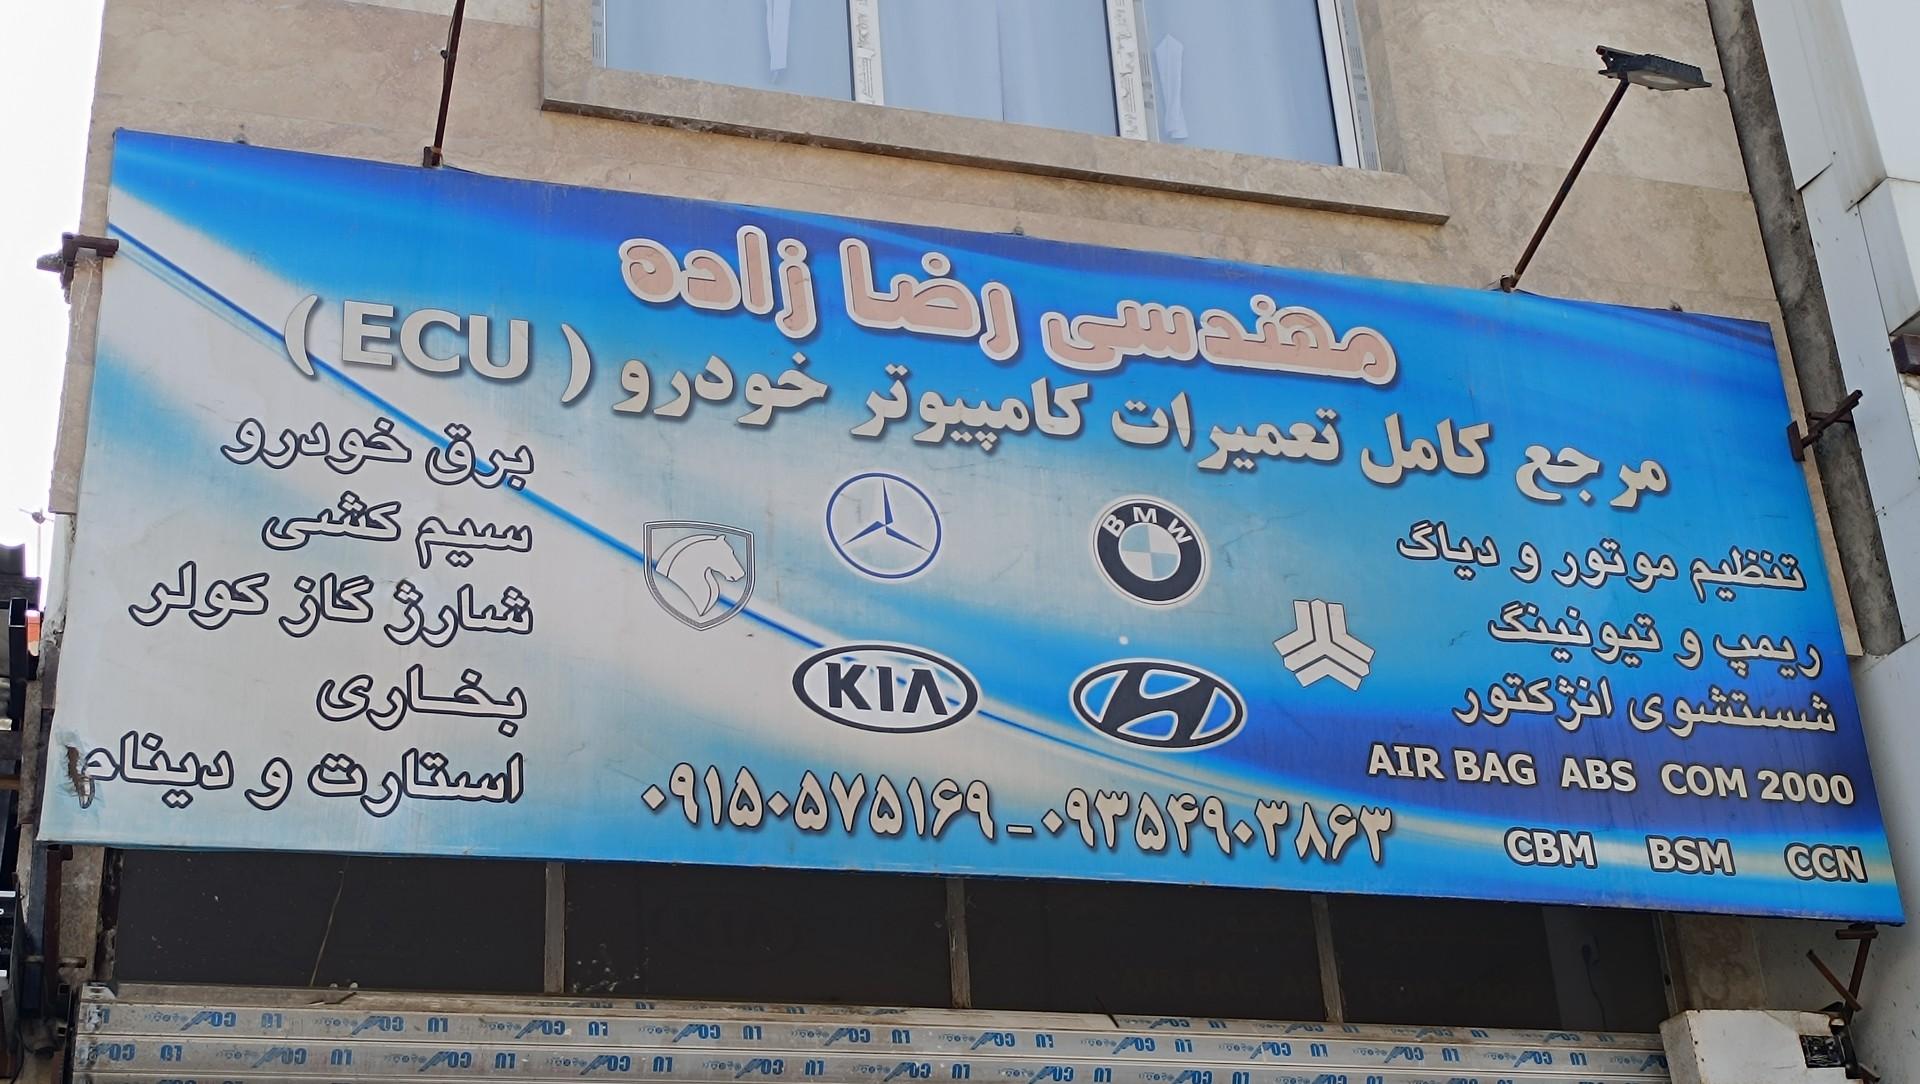 مهندسی رضا زاده
مرجع کامل تعمیرات کامپیوتر خودرو ( ECU )
تنظیم موتور و دیاگ
ریمپ و تیونینگ
شستشوی انژکتور
AIR BAG ABS COM 2000
CBM BSM CCN
برق خودرو
سیم کشی
شارژ گاز کولر
بخاری
استارت و دینام
BMW
KIA
۰۹۱۵۰۵۷۵۱۶۹ - ۰۹۳۵۴۹۰۳۸۶۳